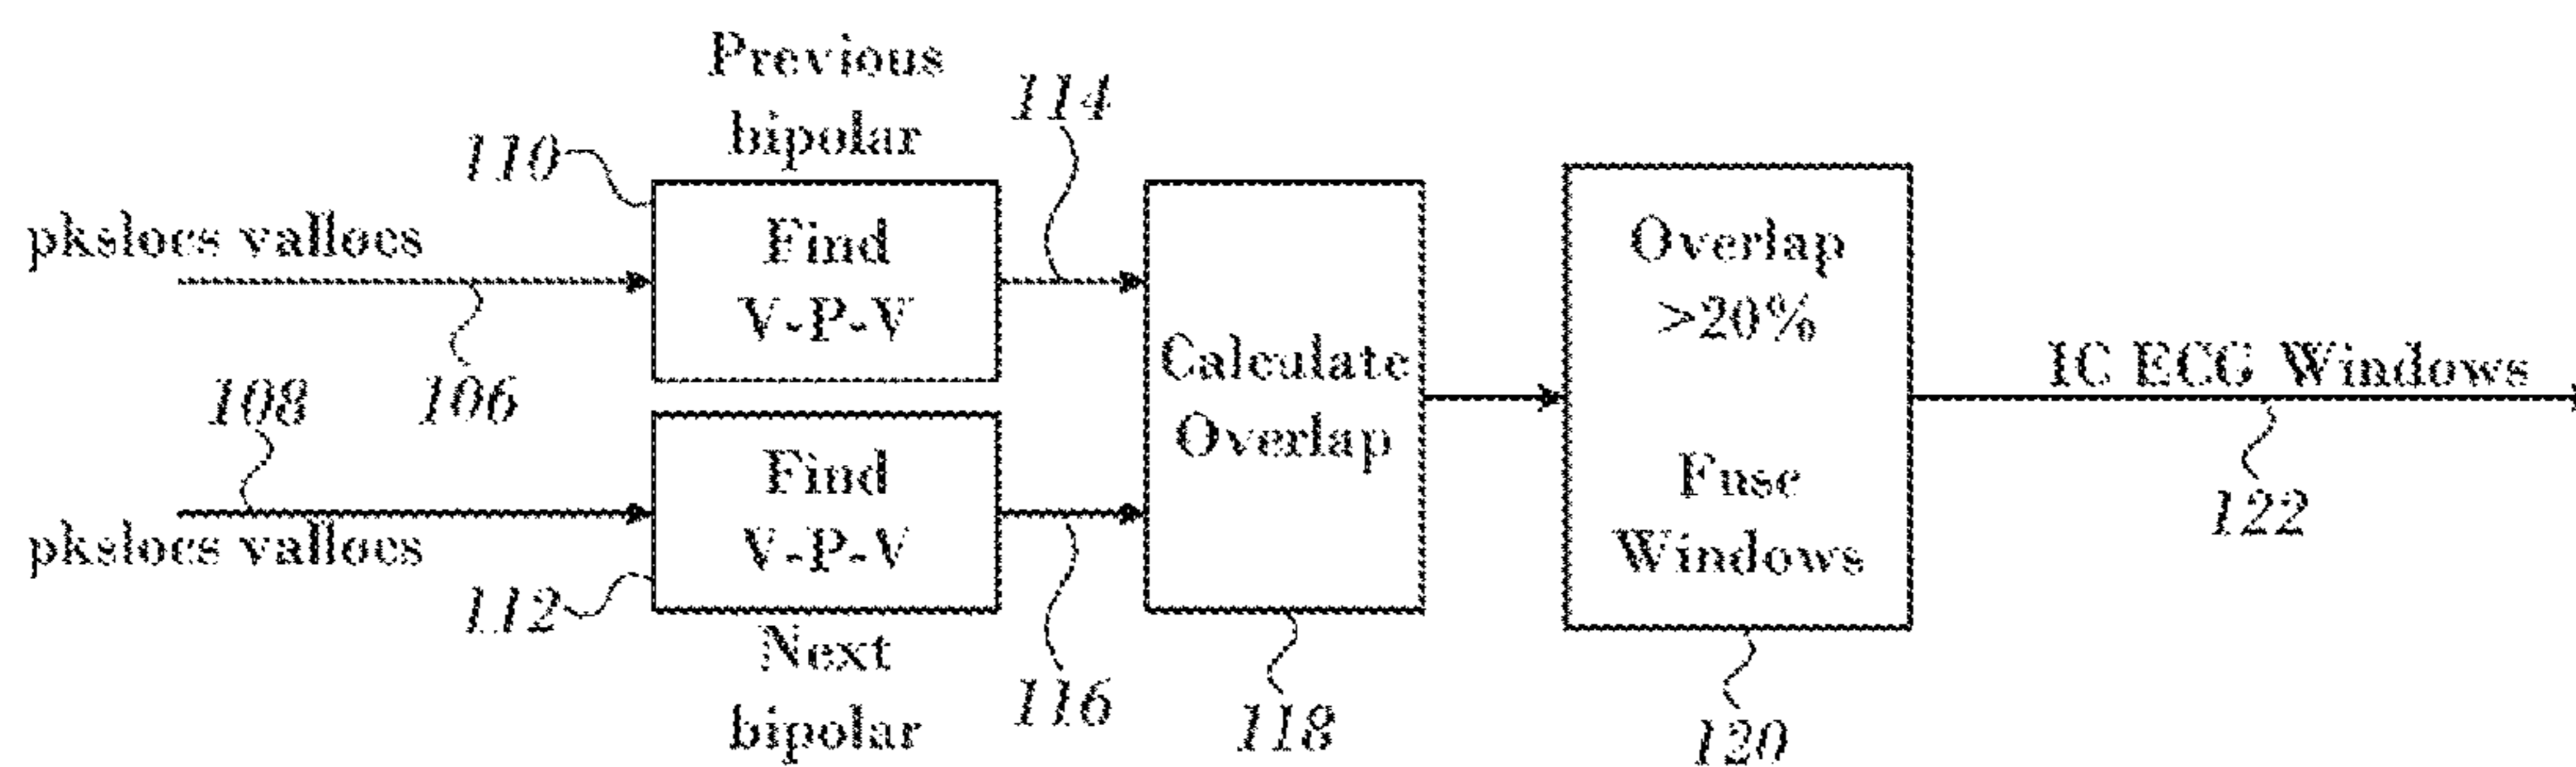 Previous
bipolar
114
110
pkslocs vallocs
Find
V-P-V
106
108
pkslocs vallocs
Find
V-P-V
112
Next
bipolar
116
Calculate
Overlap
118
Overlap
>20%
Fuse
Windows
120
IC ECG Windows
122